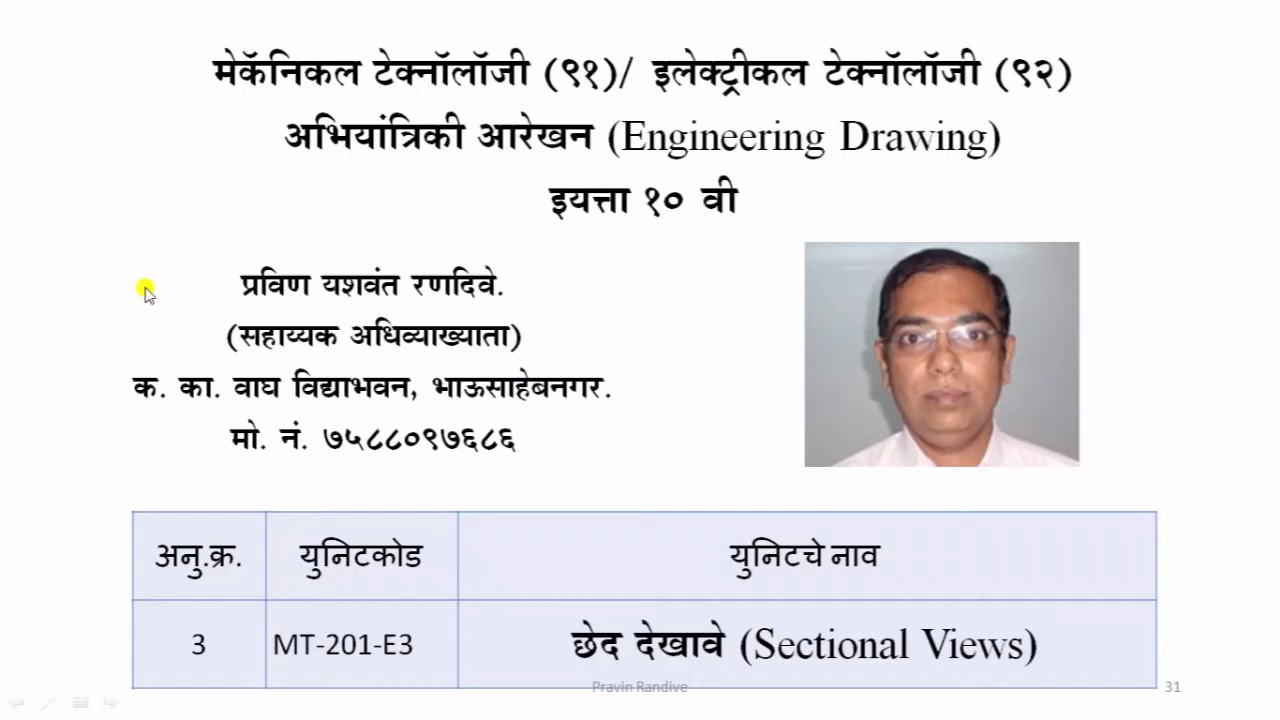 मेकॅनिकल टेक्नॉलॉजी (९१)/ इलेक्ट्रीकल टेक्नॉलॉजी (९२)
अभियांत्रिकी आरेखन (Engineering Drawing)
इयत्ता १० वी
प्रविण यशवंत रणदिवे.
(सहाय्यक अधिव्याख्याता)
क. का. वाघ विद्याभवन, भाऊसाहेबनगर.
मो. नं. ७५८८०९७६८६
अनु.क्र. युनिटकोड युनिटचे नाव
3 MT-201-E3 छेद देखावे (Sectional Views)
Pravin Randive 31